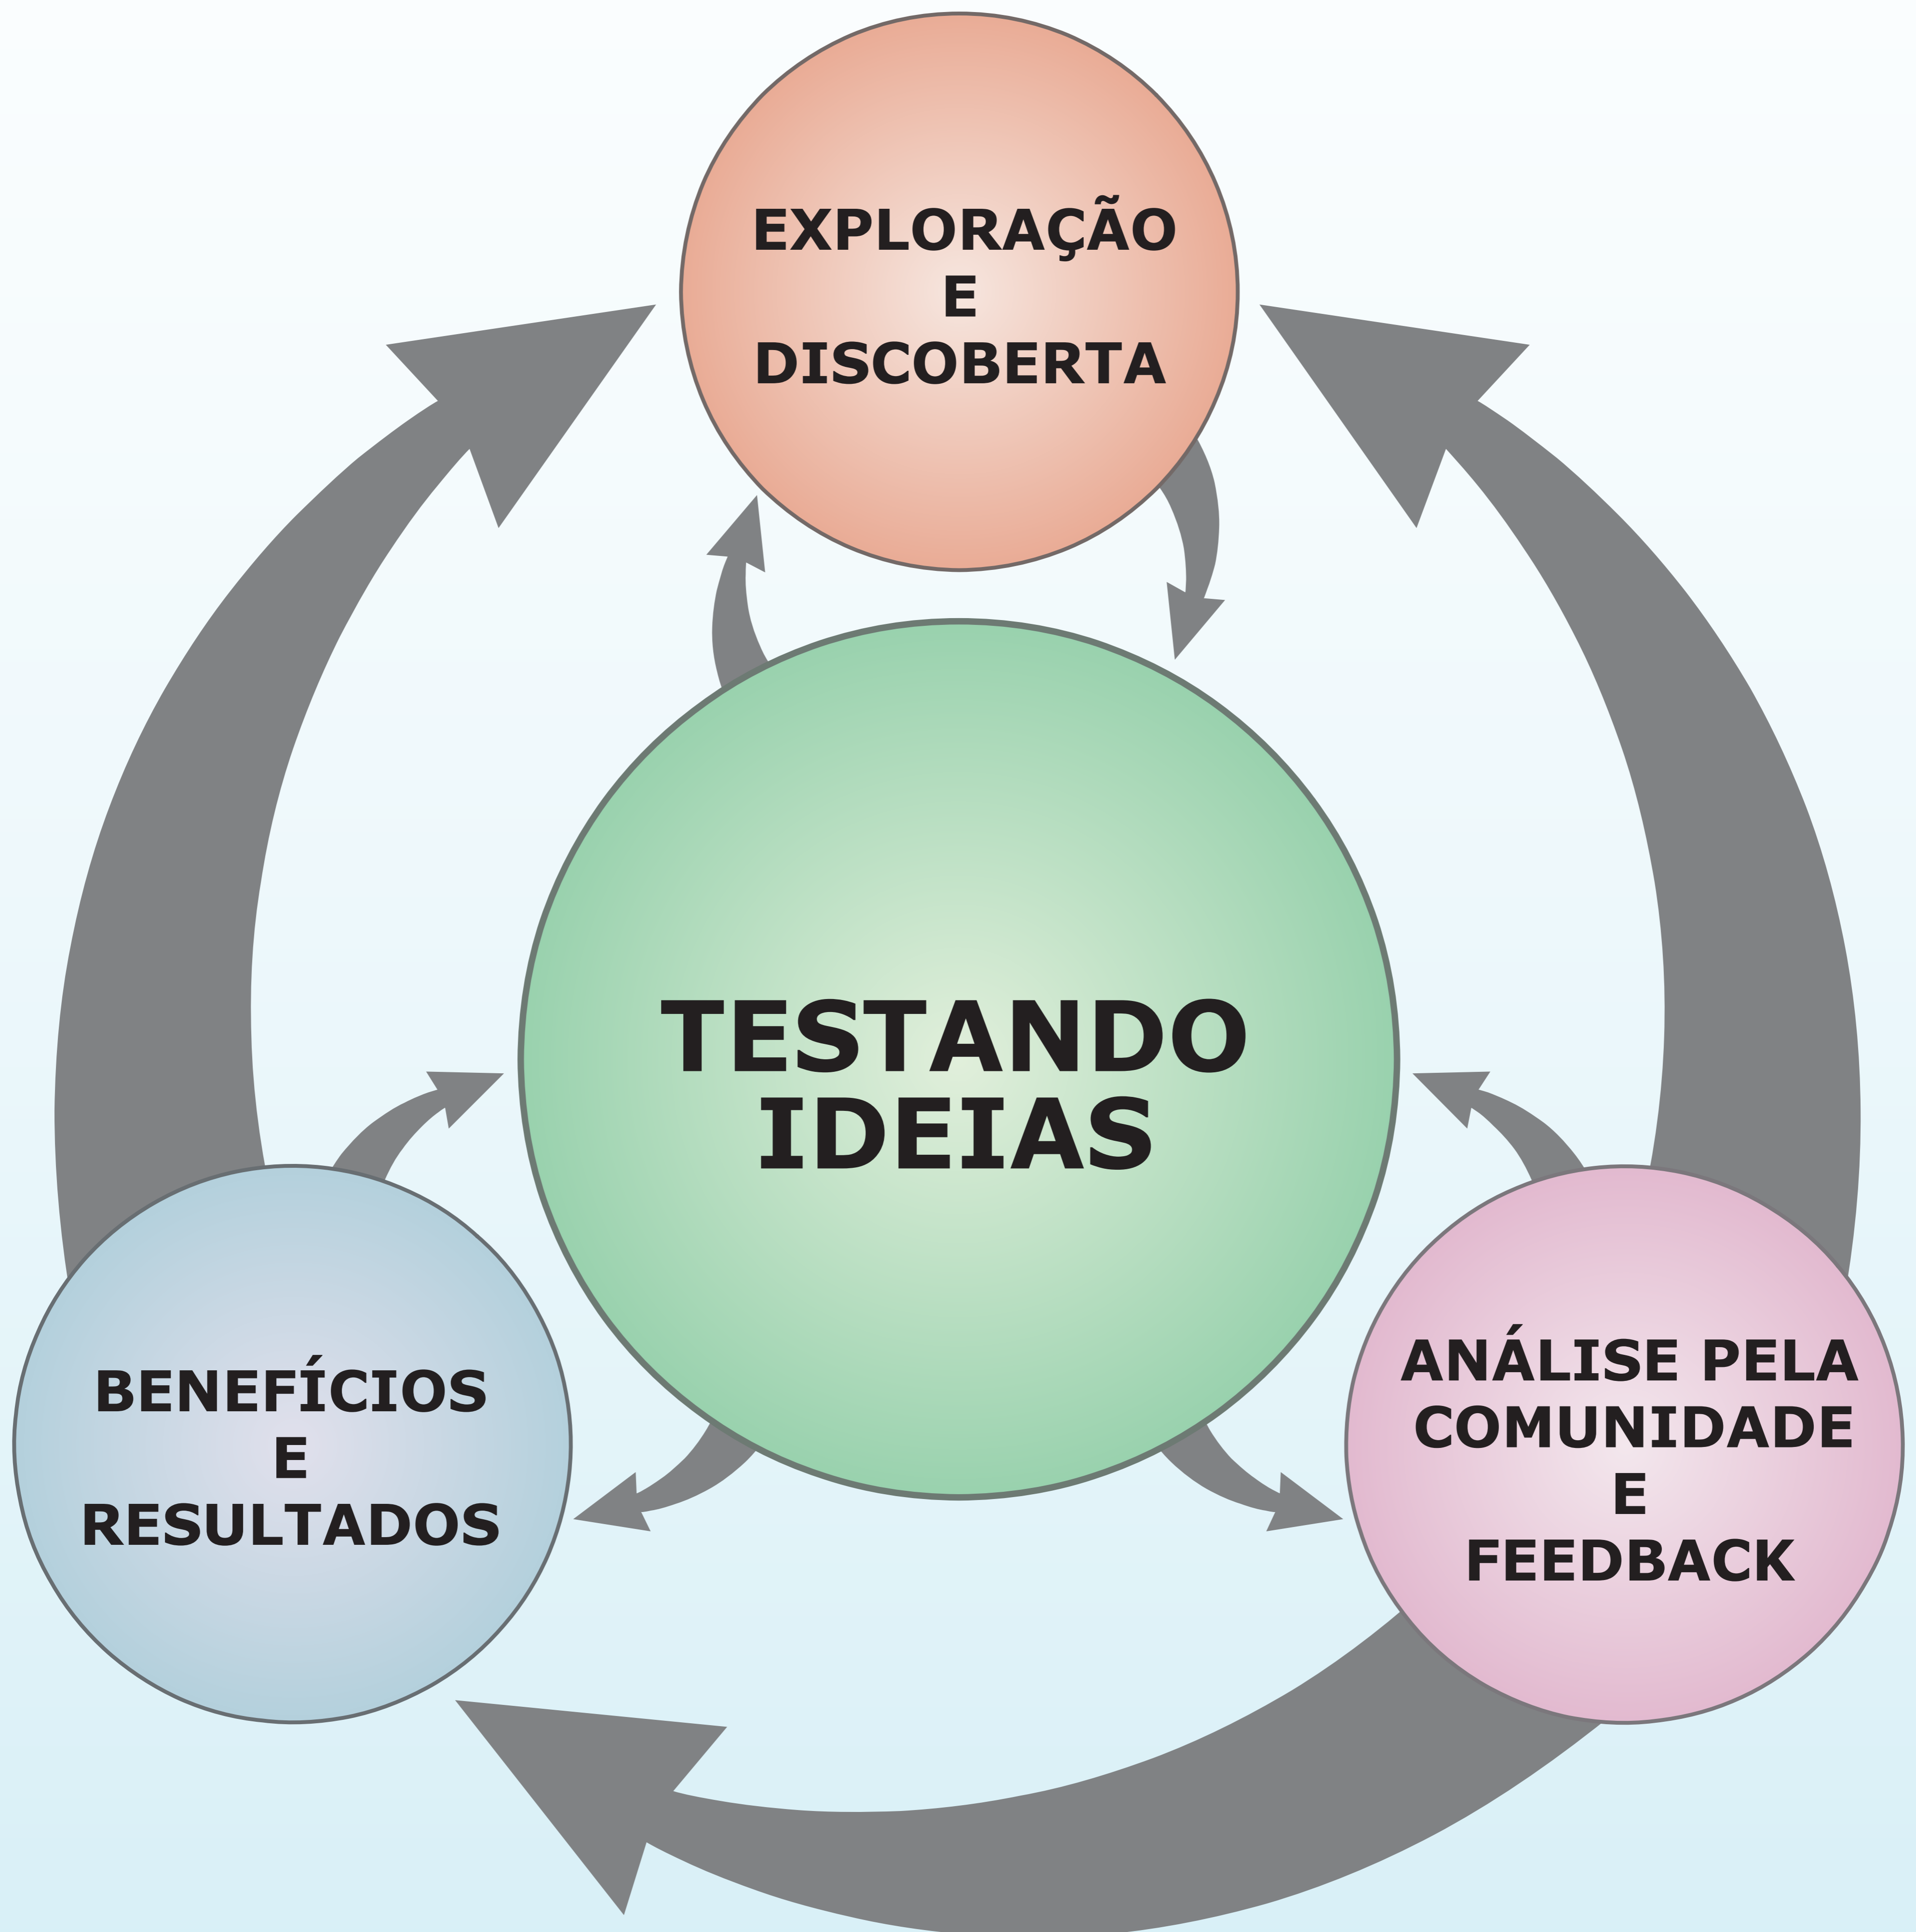 EXPLORAÇÃO
E
DISCOBERTA
TESTANDO
IDEIAS
BENEFÍCIOS
E
RESULTADOS
ANÁLISE PELA
COMUNIDADE
E
FEEDBACK